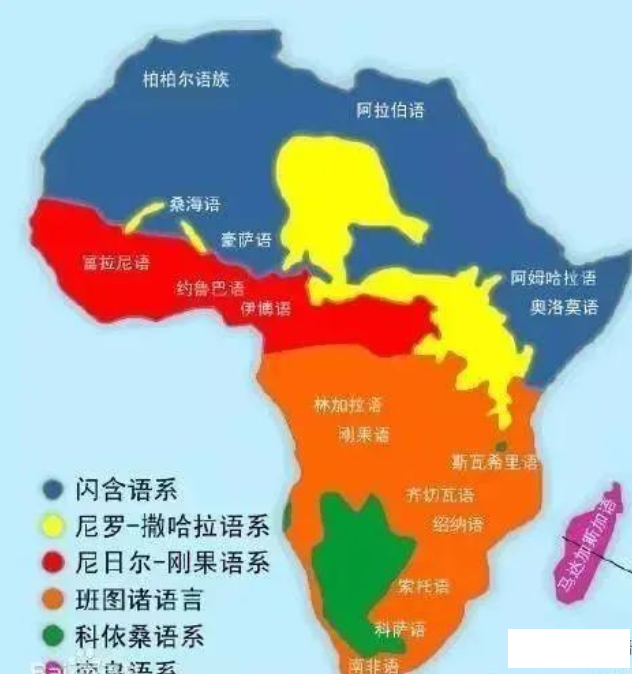 柏柏尔语族
阿拉伯语
桑海语
豪萨语
富拉尼语
约鲁巴语
伊博语
阿姆哈拉语
奥洛莫语
林加拉语
刚果语
斯瓦希里语
齐切瓦语
绍纳语
马达加斯加语
索托语
科萨语
南非语
闪含语系
尼罗-撒哈拉语系
尼日尔-刚果语系
班图诸语言
科依桑语系